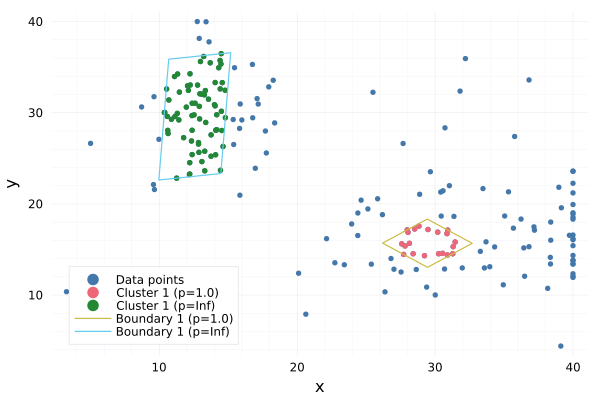 40
30
20
10
y
Data points
Cluster 1 (p=1.0)
Cluster 1 (p=Inf)
Boundary 1 (p=1.0)
Boundary 1 (p=Inf)
10 20 30 40
x